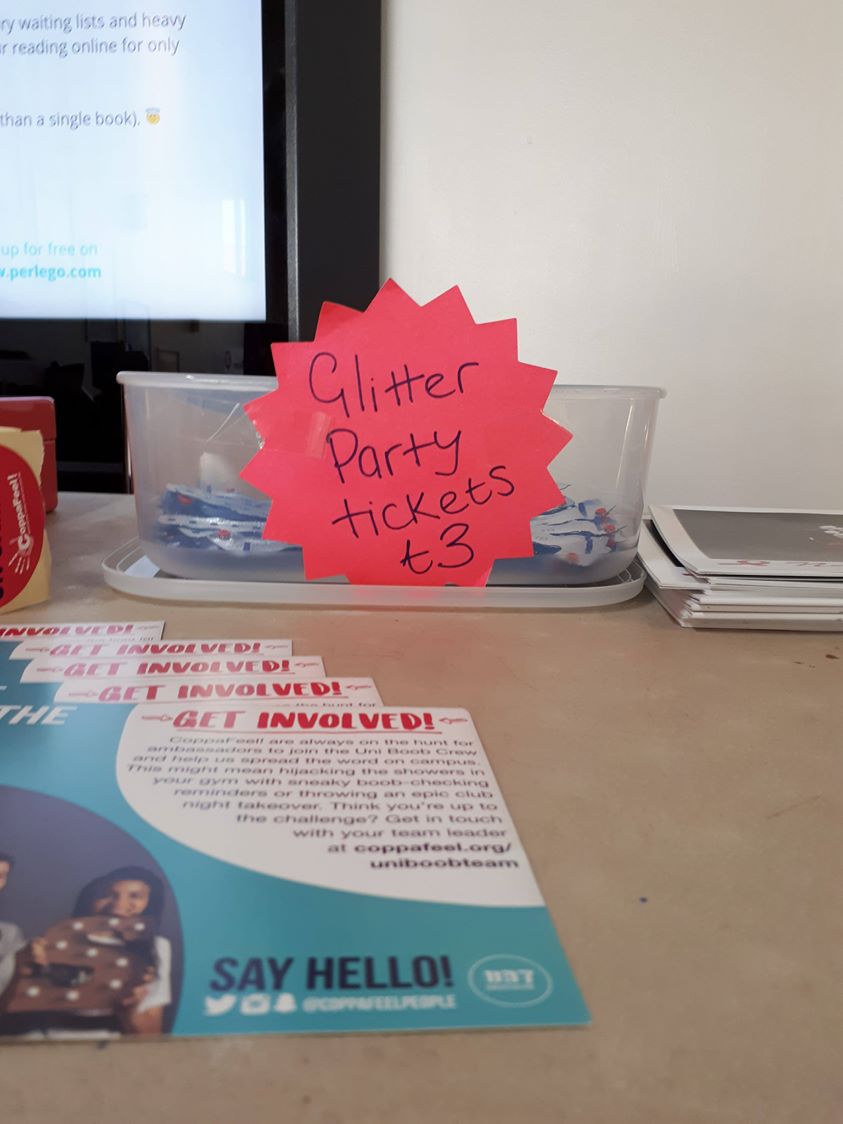 ry waiting lists and heavy
r reading online for only
than a single book). 😇
up for free on
w.perlego.com
Glitter
Party
tickets
£3
CoppaFeel!
INVOLVED!
GET INVOLVED!
GET INVOLVED!
GET INVOLVED!
THE
GET INVOLVED!
CoppaFeel! are always on the hunt for
ambassadors to join the Uni Boob Crew
and help us spread the word on campus.
This might mean hijacking the showers in
your gym with sneaky boob-checking
reminders or throwing an epic club
night takeover. Think you're up to
the challenge? Get in touch
with your team leader
at coppafeel.org/
uniboobteam
SAY HELLO!
@COPPAFEELPEOPLE